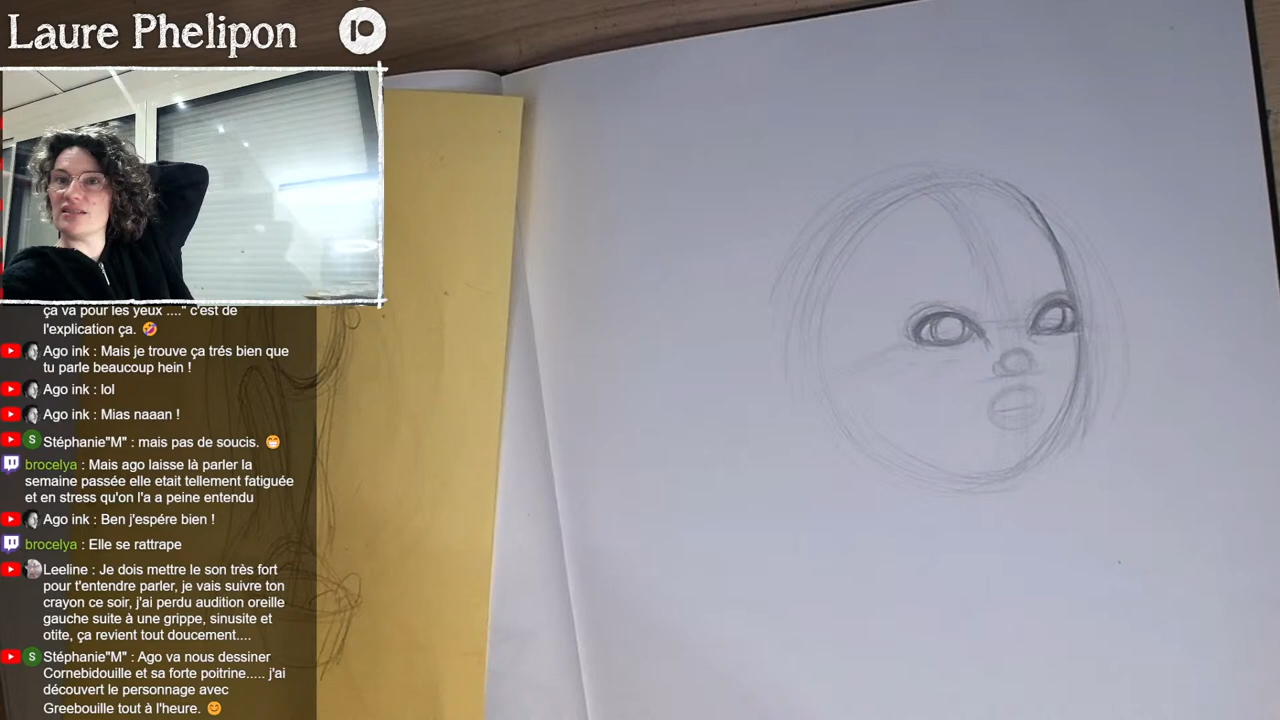 Laure Phelipon
ça va pour les yeux ...." c'est de
l'explication ça. 🤣
Ago ink : Mais je trouve ça trés bien que
tu parle beaucoup hein !
Ago ink : lol
Ago ink : Mias naaan !
S Stéphanie"M" : mais pas de soucis. 😁
brocelya : Mais ago laisse là parler la
semaine passée elle etait tellement fatiguée
et en stress qu'on l'a a peine entendu
Ago ink : Ben j'espére bien !
brocelya : Elle se rattrape
Leeline : Je dois mettre le son très fort
pour t'entendre parler, je vais suivre ton
crayon ce soir, j'ai perdu audition oreille
gauche suite à une grippe, sinusite et
otite, ça revient tout doucement....
S Stéphanie"M" : Ago va nous dessiner
Cornebidouille et sa forte poitrine..... j'ai
découvert le personnage avec
Greebouille tout à l'heure. 😊